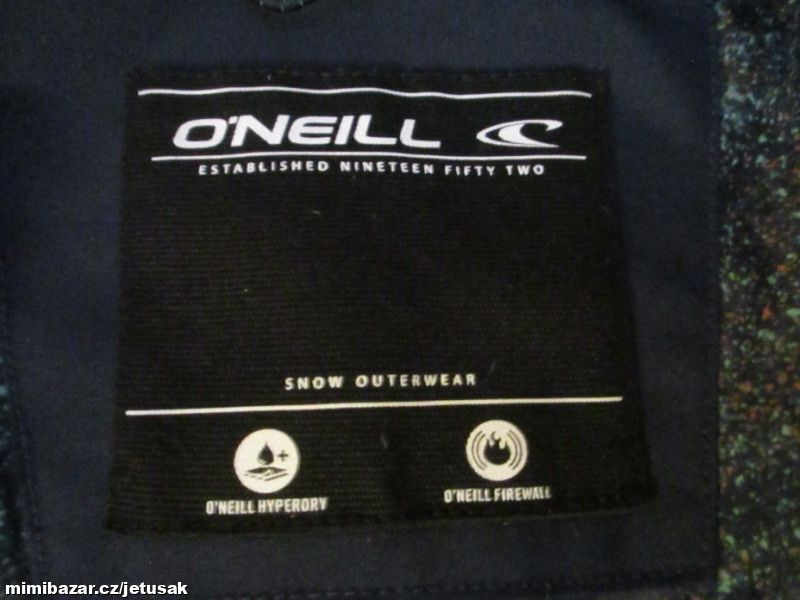 O'NEILL
ESTABLISHED NINETEEN FIFTY TWO
SNOW OUTERWEAR
O'NEILL HYPERDRY
O'NEILL FIREWALL
mimibazar.cz/jetusak